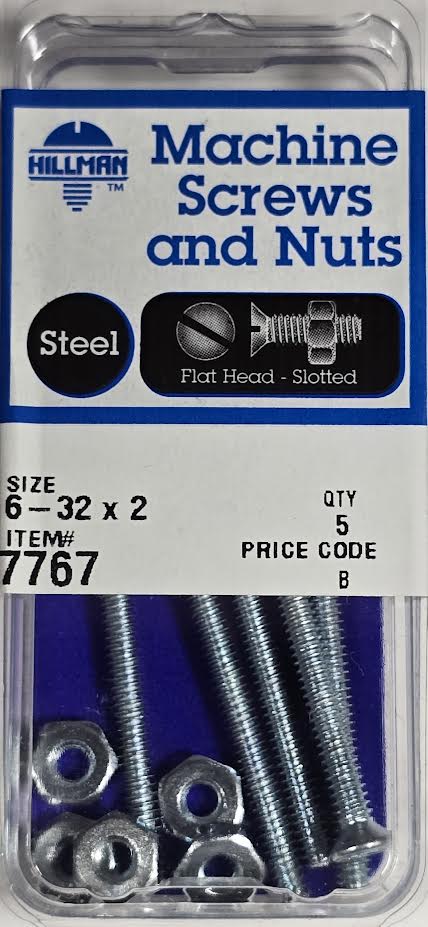 HILLMAN
TM
Machine
Screws
and Nuts
Steel
Flat Head - Slotted
SIZE
6-32 x 2
ITEM#
7767
QTY
5
PRICE CODE
B